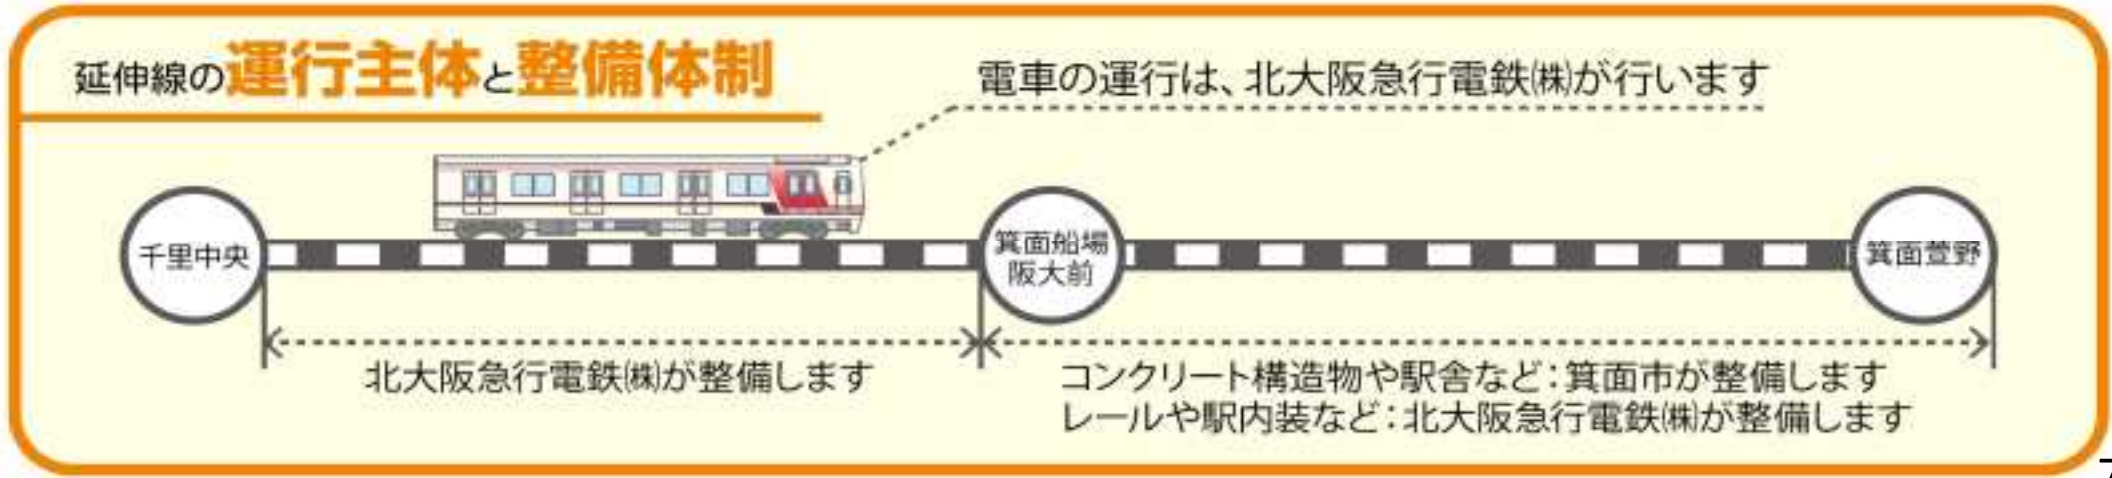 延伸線の運行主体と整備体制
電車の運行は、北大阪急行電鉄㈱が行います
千里中央
箕面船場
阪大前
箕面萱野
北大阪急行電鉄㈱が整備します
コンクリート構造物や駅舎など：箕面市が整備します
レールや駅内装など：北大阪急行電鉄㈱が整備します